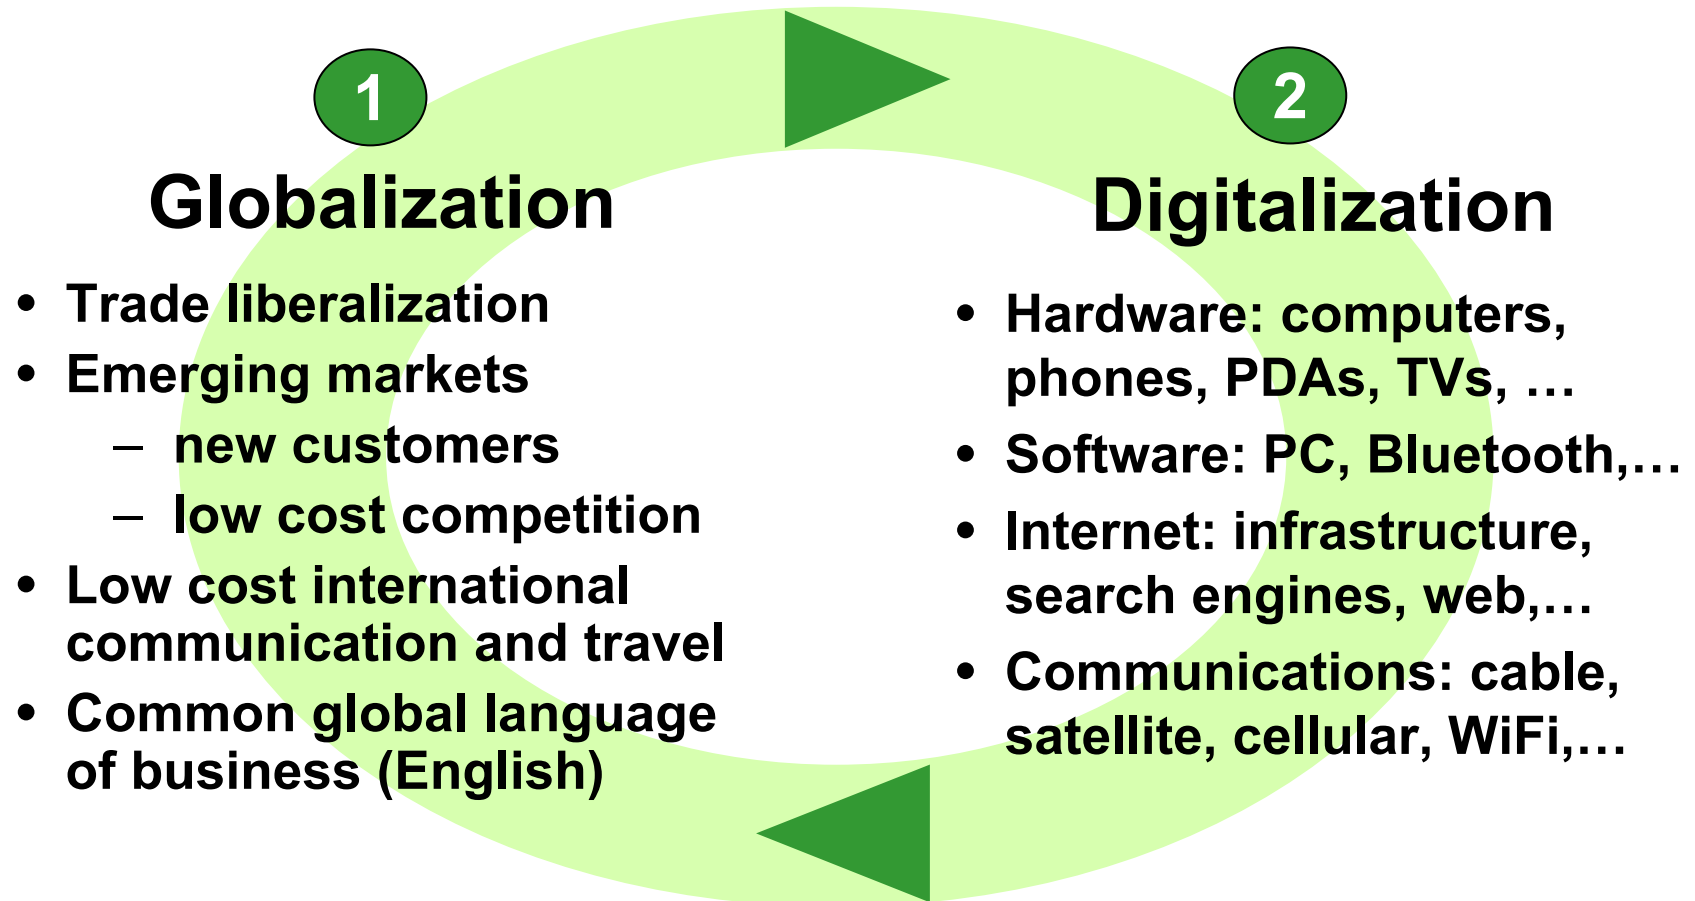 1
Globalization
• Trade liberalization
• Emerging markets
– new customers
– low cost competition
• Low cost international
communication and travel
• Common global language
of business (English)
2
Digitalization
• Hardware: computers,
phones, PDAs, TVs, …
• Software: PC, Bluetooth,…
• Internet: infrastructure,
search engines, web,…
• Communications: cable,
satellite, cellular, WiFi,…